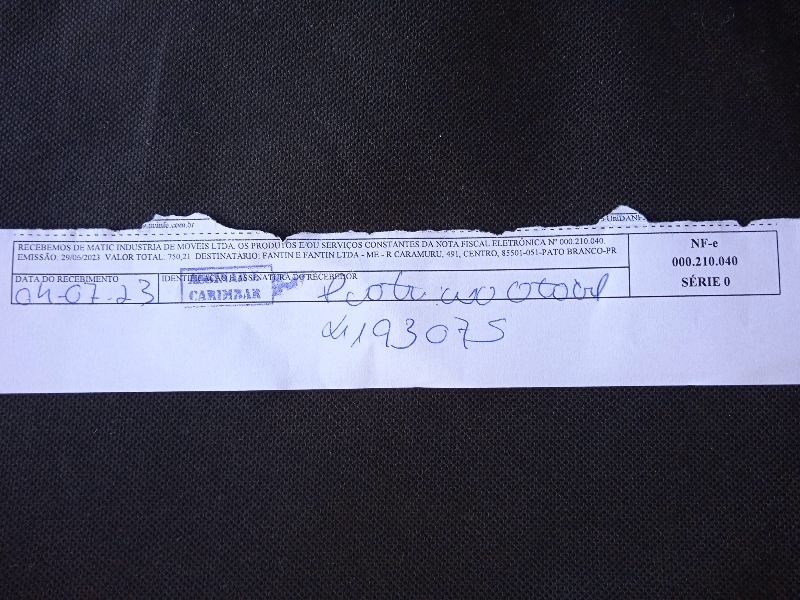 UniDANFE
RECEBEMOS DE MATIC INDUSTRIA DE MOVEIS LTDA. OS PRODUTOS E/OU SERVIÇOS CONSTANTES DA NOTA FISCAL ELETRÔNICA Nº 000.210.040.
EMISSÃO: 29/06/2023 VALOR TOTAL: 750,21 DESTINATÁRIO: FANTIN E FANTIN LTDA - ME - R CARAMURU, 491, CENTRO, 85501-051-PATO BRANCO-PR
NF-e
000.210.040
SÉRIE 0
DATA DO RECEBIMENTO
04-07-23
IDENTIFICAÇÃO E ASSINATURA DO RECEBEDOR
CARIMBAR
193075